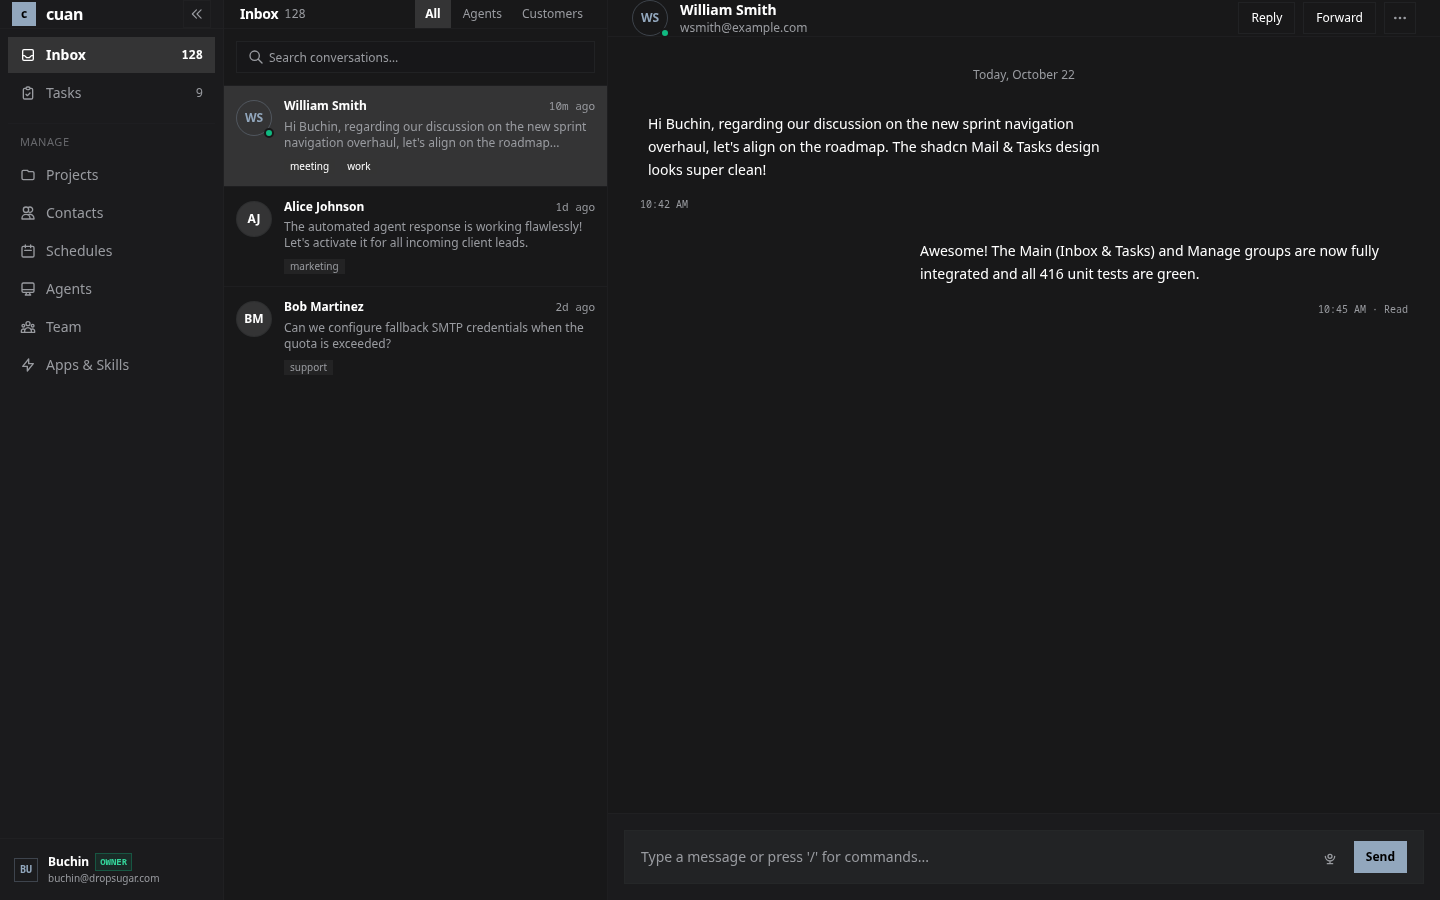 c cuan
Inbox 128
Tasks 9
MANAGE
Projects
Contacts
Schedules
Agents
Team
Apps & Skills
BU
Buchin OWNER
buchin@dropsugar.com
Inbox 128 All Agents Customers
Search conversations...
WS
William Smith 10m ago
Hi Buchin, regarding our discussion on the new sprint
navigation overhaul, let's align on the roadmap...
meeting work
AJ
Alice Johnson 1d ago
The automated agent response is working flawlessly!
Let's activate it for all incoming client leads.
marketing
BM
Bob Martinez 2d ago
Can we configure fallback SMTP credentials when the
quota is exceeded?
support
WS
William Smith
wsmith@example.com
Reply Forward ...
Today, October 22
Hi Buchin, regarding our discussion on the new sprint navigation
overhaul, let's align on the roadmap. The shadcn Mail & Tasks design
looks super clean!
10:42 AM
Awesome! The Main (Inbox & Tasks) and Manage groups are now fully
integrated and all 416 unit tests are green.
10:45 AM · Read
Type a message or press '/' for commands...
Send